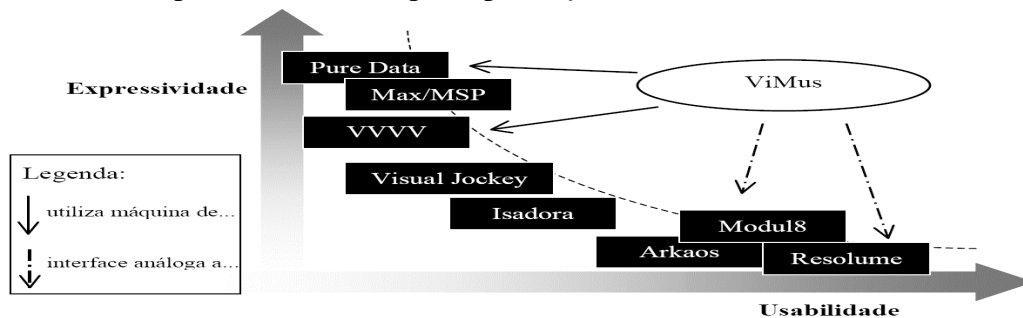 Pure Data
ViMus
Expressividade
Max/MSP
VVVV
Legenda:
Visual Jockey
utiliza máquina de...
Isadora
Modul8
interface análoga a...
Arkaos
Resolume
Usabilidade